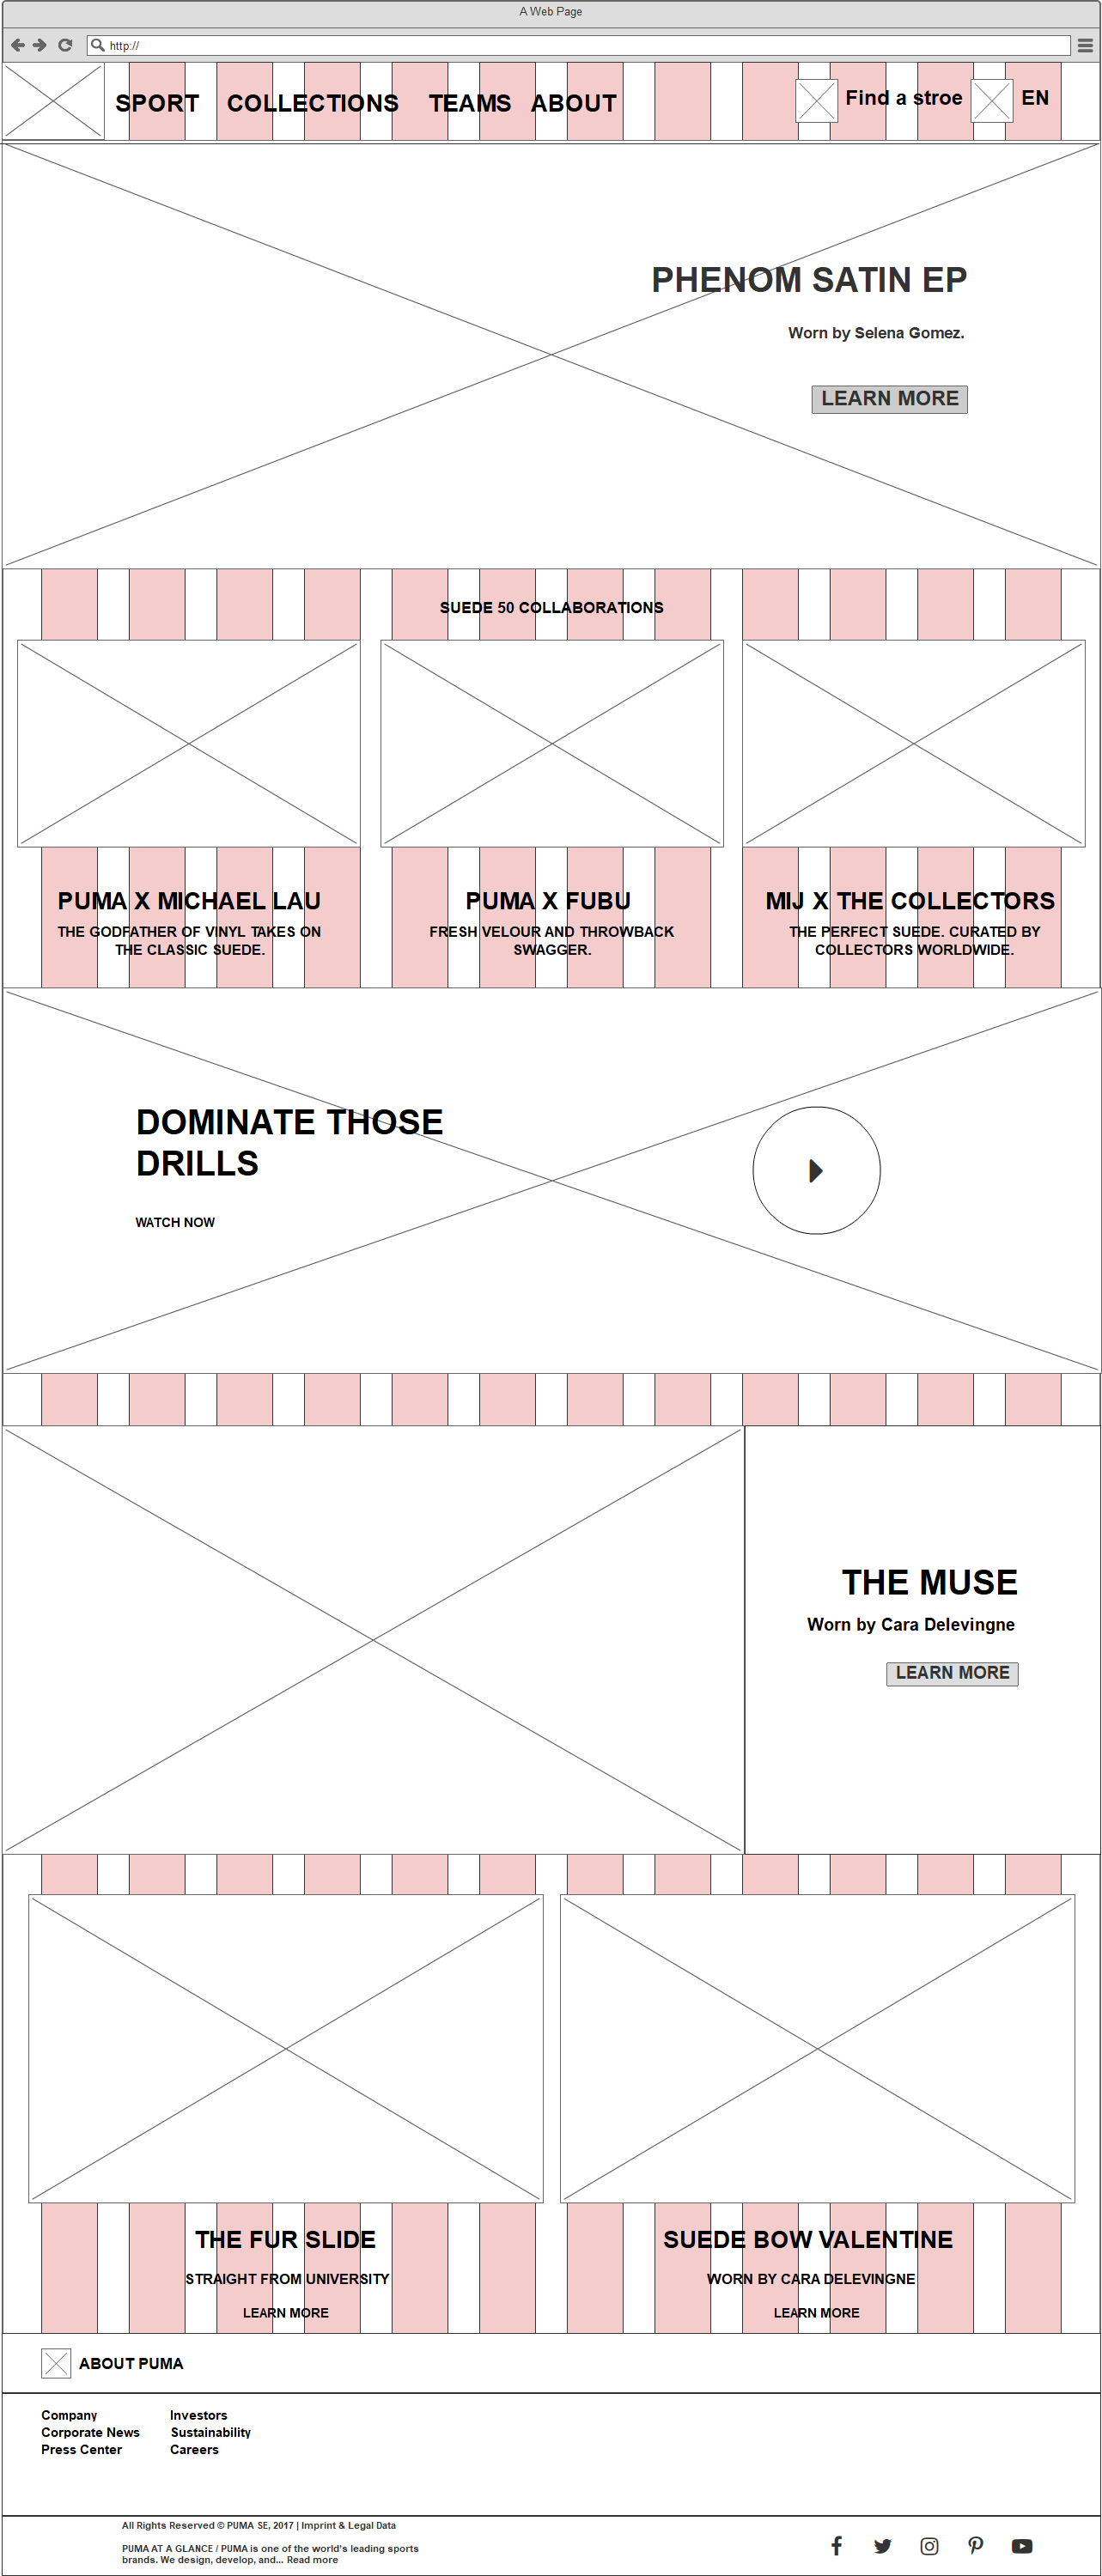 A Web Page
http://
SPORT COLLECTIONS TEAMS ABOUT Find a stroe EN
PHENOM SATIN EP
Worn by Selena Gomez.
LEARN MORE
SUEDE 50 COLLABORATIONS
PUMA X MICHAEL LAU
THE GODFATHER OF VINYL TAKES ON
THE CLASSIC SUEDE.
PUMA X FUBU
FRESH VELOUR AND THROWBACK
SWAGGER.
MIJ X THE COLLECTORS
THE PERFECT SUEDE. CURATED BY
COLLECTORS WORLDWIDE.
DOMINATE THOSE
DRILLS
WATCH NOW
THE MUSE
Worn by Cara Delevingne
LEARN MORE
THE FUR SLIDE
STRAIGHT FROM UNIVERSITY
LEARN MORE
SUEDE BOW VALENTINE
WORN BY CARA DELEVINGNE
LEARN MORE
ABOUT PUMA
Company
Corporate News
Press Center
Investors
Sustainability
Careers
All Rights Reserved © PUMA SE, 2017 | Imprint & Legal Data
PUMA AT A GLANCE / PUMA is one of the world's leading sports
brands. We design, develop, and... Read more